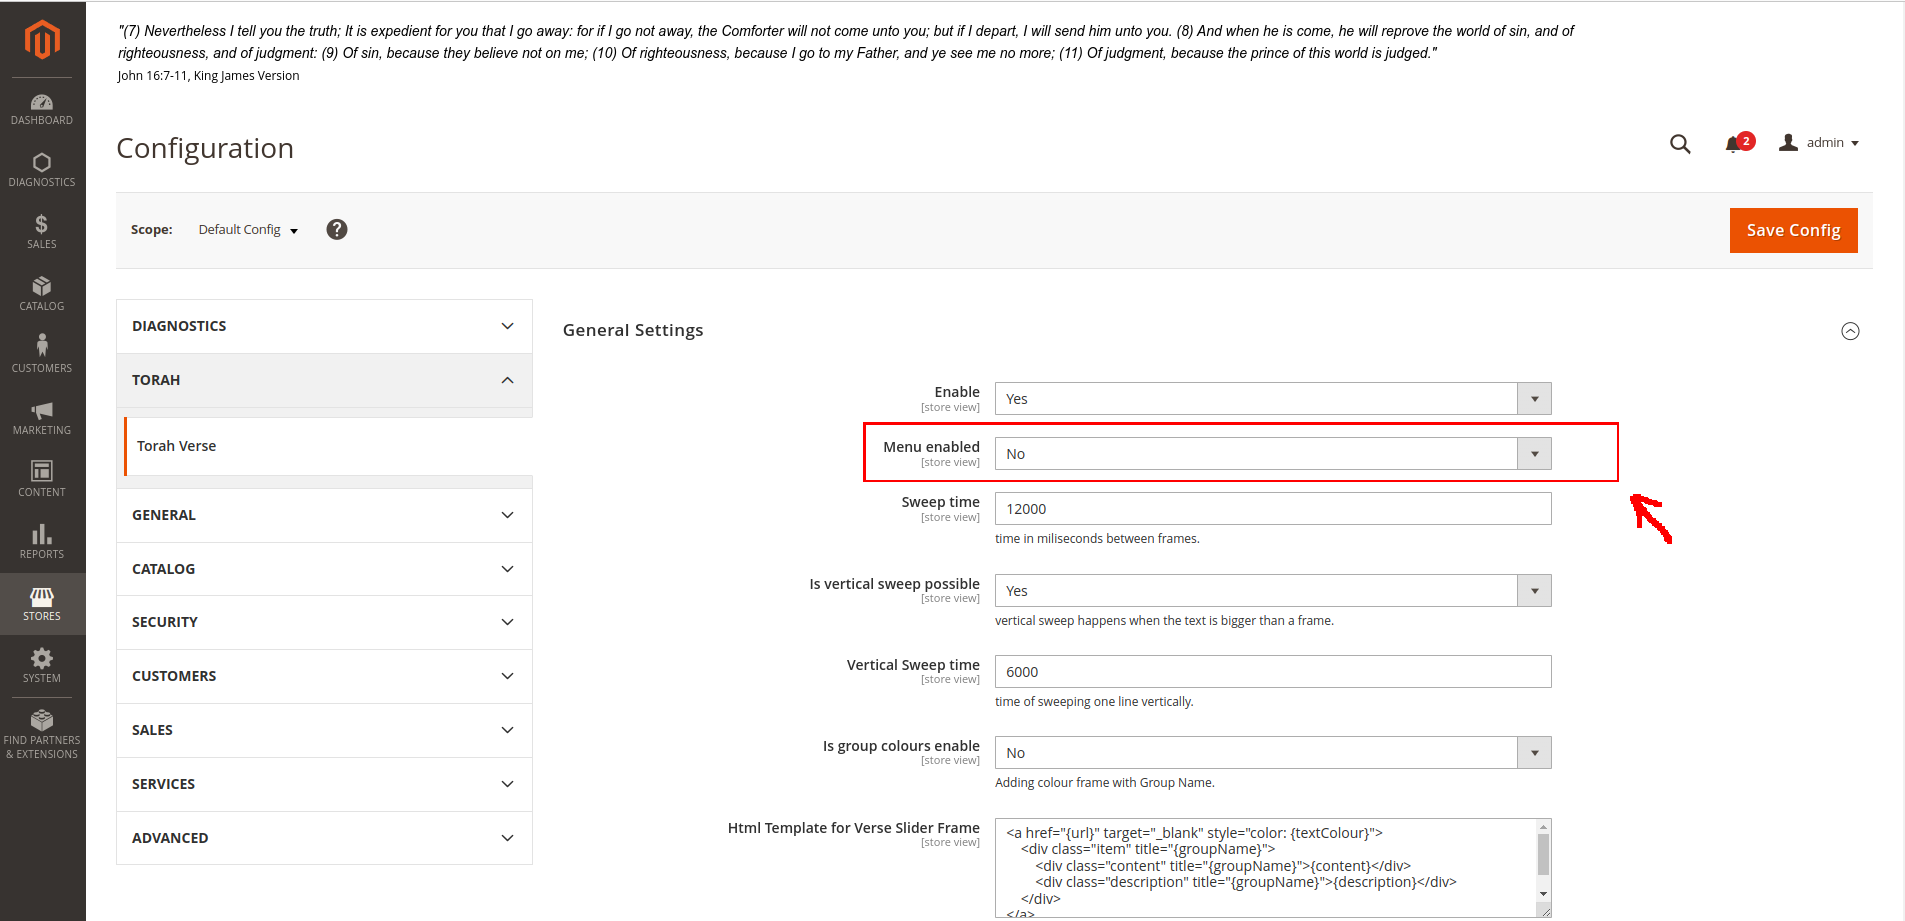 "(7) Nevertheless I tell you the truth; It is expedient for you that I go away: for if I go not away, the Comforter will not come unto you; but if I depart, I will send him unto you. (8) And when he is come, he will reprove the world of sin, and of
righteousness, and of judgment: (9) Of sin, because they believe not on me; (10) Of righteousness, because I go to my Father, and ye see me no more; (11) Of judgment, because the prince of this world is judged."
John 16:7-11, King James Version
DASHBOARD
DIAGNOSTICS
SALES
CATALOG
CUSTOMERS
MARKETING
CONTENT
REPORTS
STORES
SYSTEM
FIND PARTNERS
& EXTENSIONS
Configuration
2
admin
Scope:
Default Config
?
Save Config
DIAGNOSTICS
TORAH
Torah Verse
GENERAL
CATALOG
SECURITY
CUSTOMERS
SALES
SERVICES
ADVANCED
General Settings
Enable
[store view]
Yes
Menu enabled
[store view]
No
Sweep time
[store view]
12000
time in miliseconds between frames.
Is vertical sweep possible
[store view]
Yes
vertical sweep happens when the text is bigger than a frame.
Vertical Sweep time
[store view]
6000
time of sweeping one line vertically.
Is group colours enable
[store view]
No
Adding colour frame with Group Name.
Html Template for Verse Slider Frame
[store view]
<a href="{url}" target="_blank" style="color: {textColour}">
<div class="item" title="{groupName}">
<div class="content" title="{groupName}">{content}</div>
<div class="description" title="{groupName}">{description}</div>
</div>
</a>